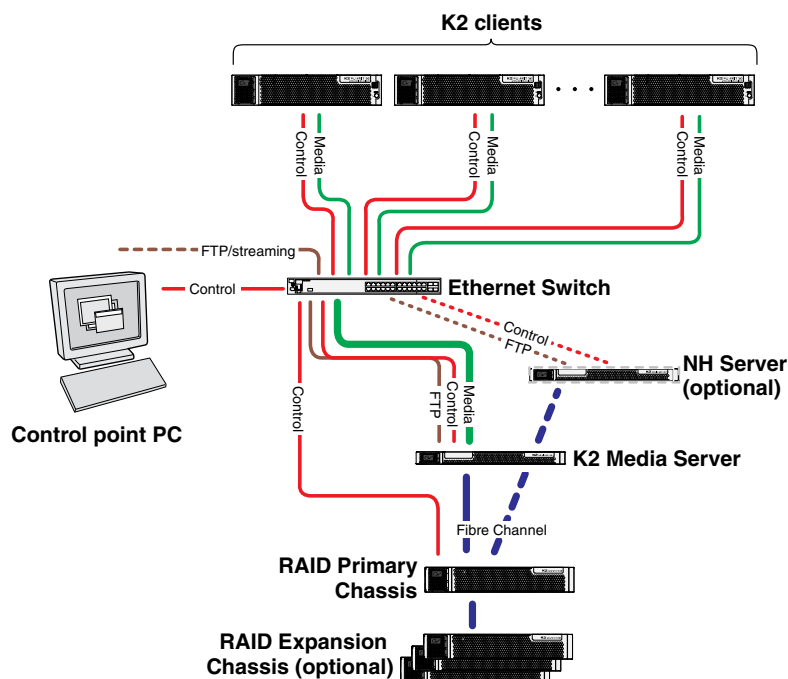 K2 clients
Control
Media
Control
Media
Control
Media
FTP/streaming
Control
Ethernet Switch
Control
FTP
NH Server
(optional)
Control
FTP
Control
Media
Control point PC
K2 Media Server
Fibre Channel
RAID Primary
Chassis
RAID Expansion
Chassis (optional)